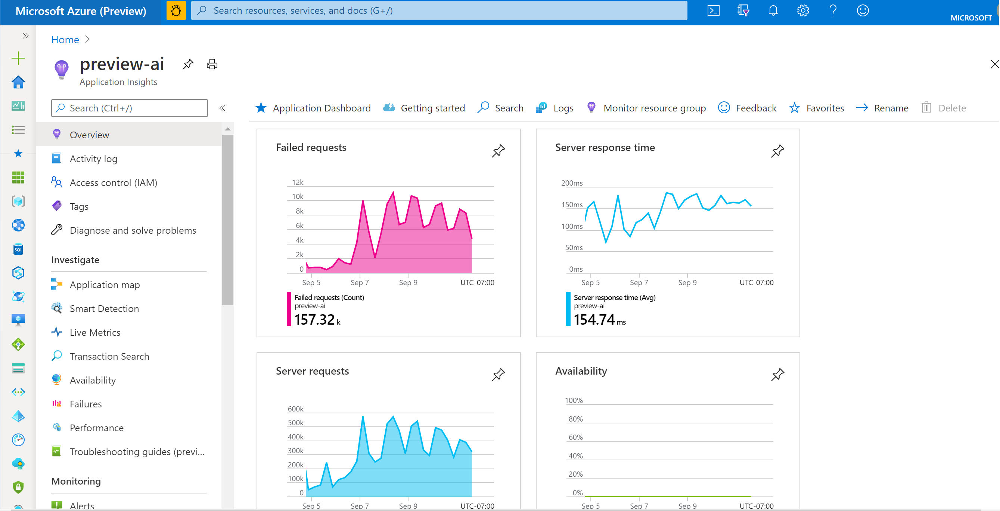 Microsoft Azure (Preview)
Search resources, services, and docs (G+/)
MICROSOFT
Home
preview-ai
Application Insights
Search (Ctrl+/)
Application Dashboard
Getting started
Search
Logs
Monitor resource group
Feedback
Favorites
Rename
Delete
Overview
Activity log
Access control (IAM)
Tags
Diagnose and solve problems
Investigate
Application map
Smart Detection
Live Metrics
Transaction Search
Availability
Failures
Performance
Troubleshooting guides (previ...
Monitoring
Alerts
SQL
Failed requests
12k
10k
8k
6k
4k
2k
0
Sep 5
Sep 7
Sep 9
UTC-07:00
Failed requests (Count)
preview-ai
157.32 k
Server response time
200ms
150ms
100ms
50ms
0ms
Sep 5
Sep 7
Sep 9
UTC-07:00
Server response time (Avg)
preview-ai
154.74 ms
Server requests
600k
500k
400k
300k
200k
100k
0
Sep 5
Sep 7
Sep 9
UTC-07:00
Availability
100%
80%
60%
40%
20%
0%
Sep 5
Sep 7
Sep 9
UTC-07:00